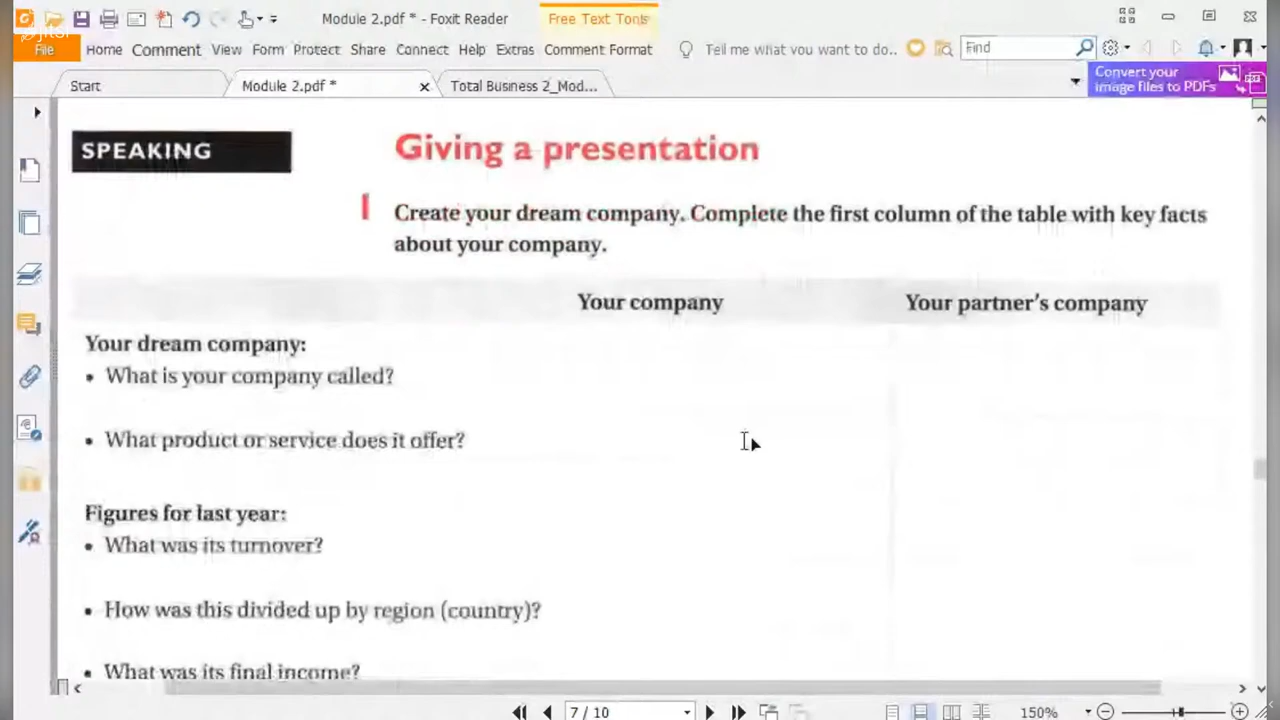 Module 2.pdf * - Foxit Reader
Free Text Tools
File Home Comment View Form Protect Share Connect Help Extras Comment Format Tell me what you want to do.. Find
Start Module 2.pdf * Total Business 2_Mod... Convert your image files to PDFs
SPEAKING
Giving a presentation
1 Create your dream company. Complete the first column of the table with key facts
about your company.
Your company Your partner's company
Your dream company:
• What is your company called?
• What product or service does it offer?
Figures for last year:
• What was its turnover?
• How was this divided up by region (country)?
• What was its final income?
7 / 10 150%